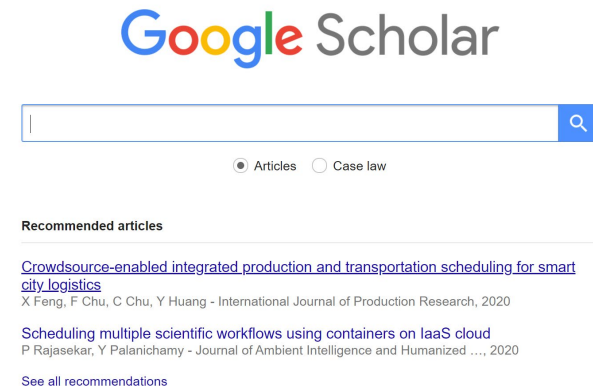 Google Scholar
Articles Case law
Recommended articles
Crowdsource-enabled integrated production and transportation scheduling for smart
city logistics
X Feng, F Chu, C Chu, Y Huang - International Journal of Production Research, 2020
Scheduling multiple scientific workflows using containers on IaaS cloud
P Rajasekar, Y Palanichamy - Journal of Ambient Intelligence and Humanized …, 2020
See all recommendations